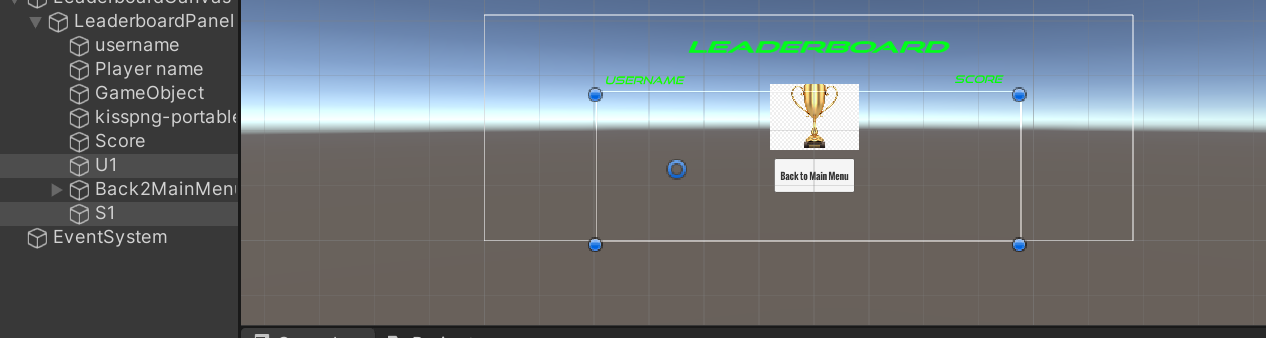 LeaderboardPanel
username
Player name
GameObject
kisspng-portable
Score
U1
Back2MainMenu
S1
EventSystem
LEADERBOARD
USERNAME
SCORE
Back to Main Menu